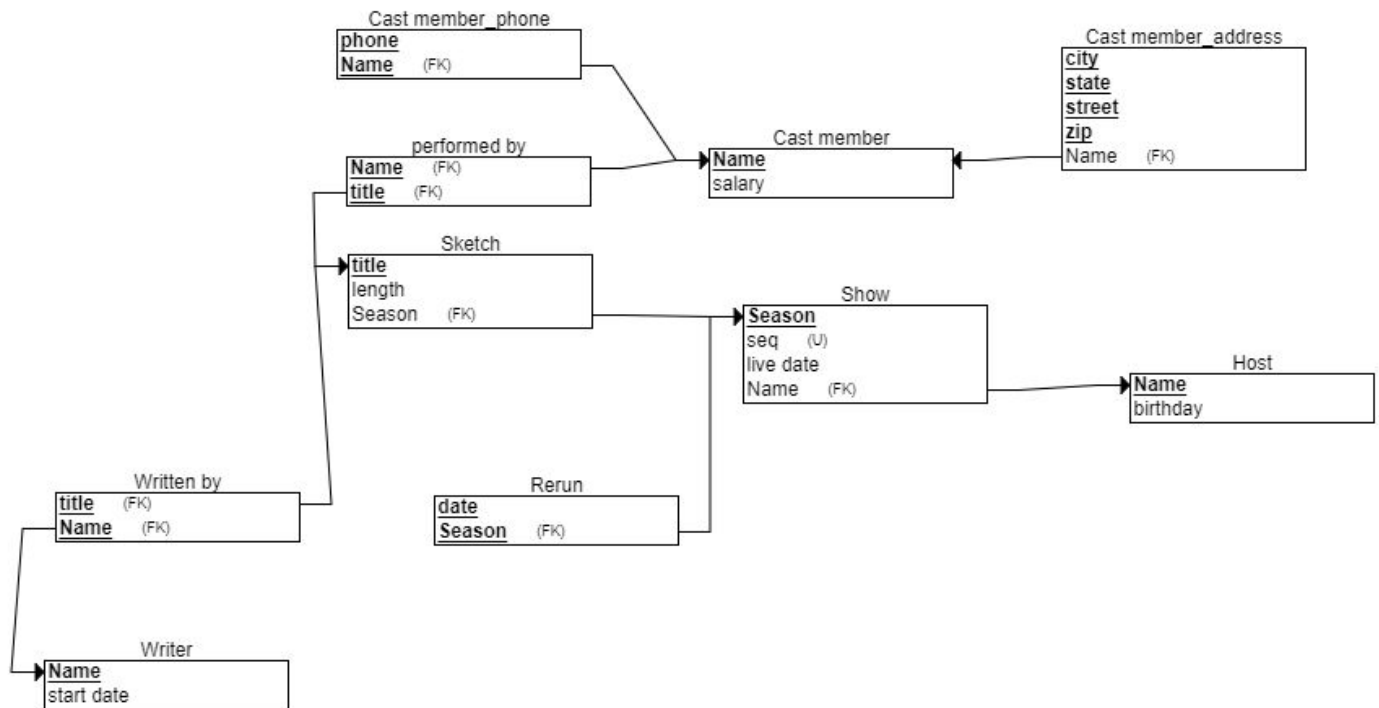 Cast member_phone
phone
Name (FK)
Cast member_address
city
state
street
zip
Name (FK)
performed by
Name (FK)
title (FK)
Cast member
Name
salary
Sketch
title
length
Season (FK)
Show
Season
seq (U)
live date
Name (FK)
Host
Name
birthday
Written by
title (FK)
Name (FK)
Rerun
date
Season (FK)
Writer
Name
start date